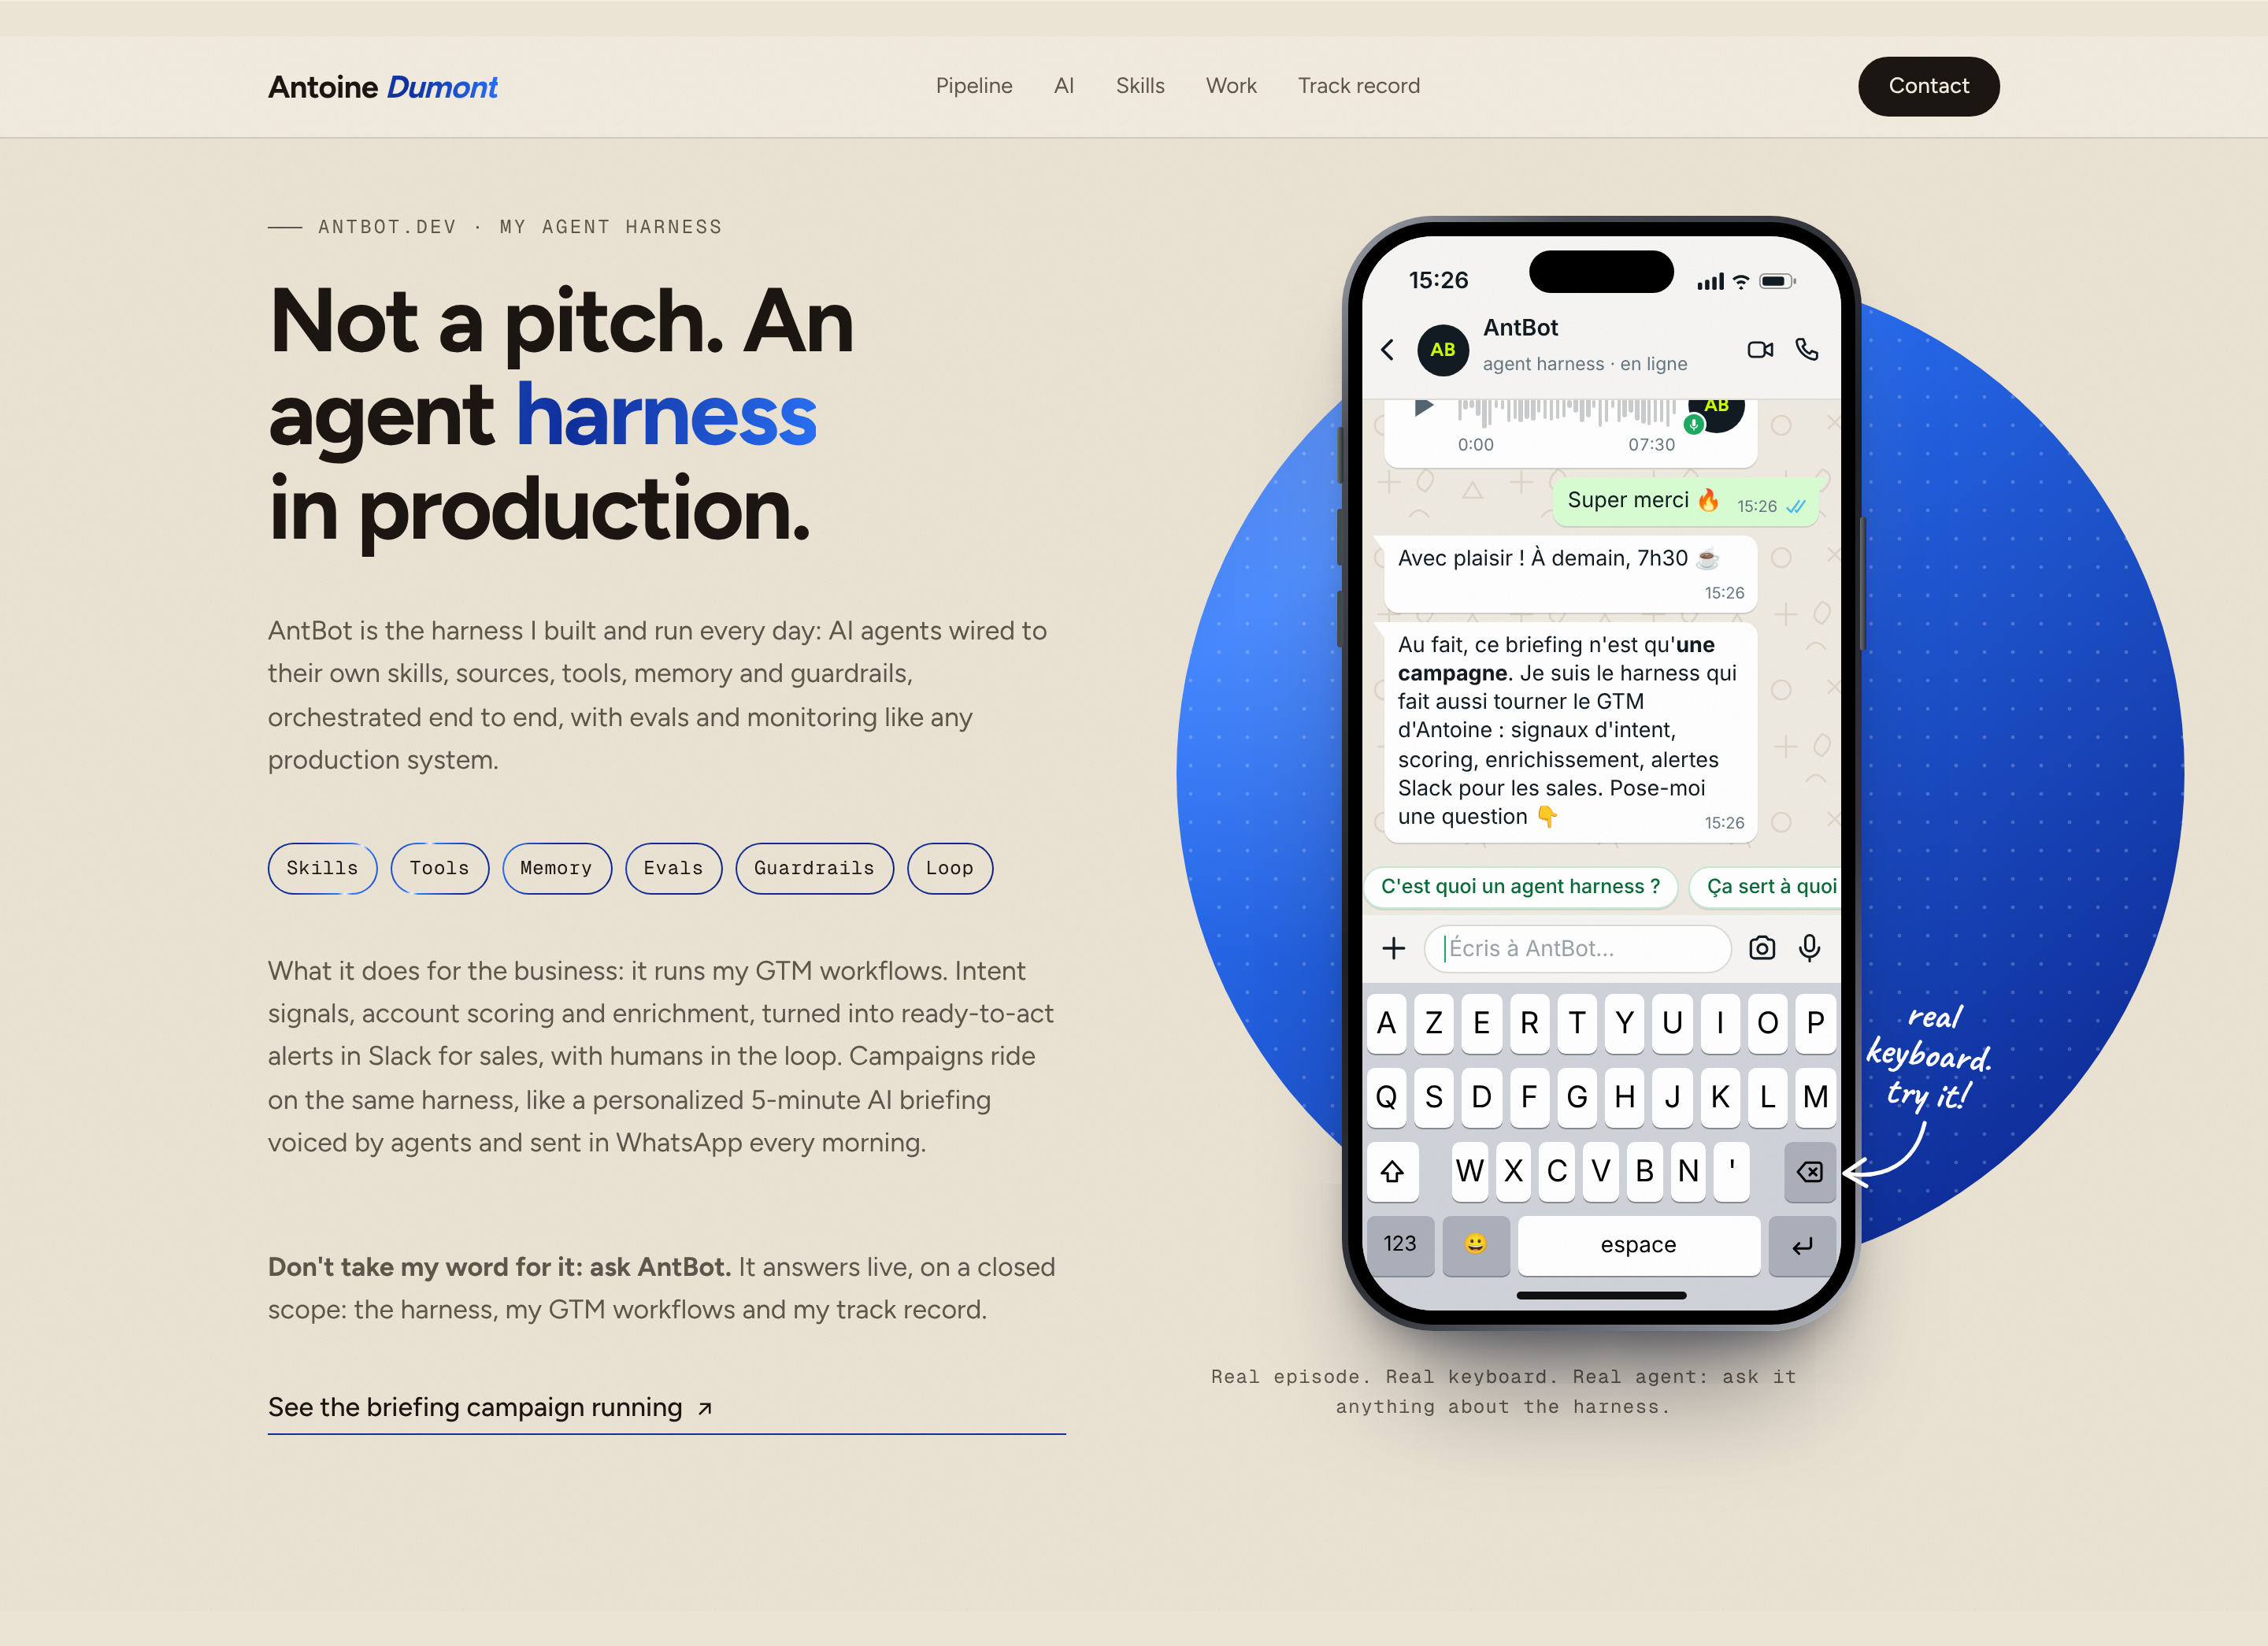 Antoine Dumont
Pipeline
AI
Skills
Work
Track record
Contact
ANTBOT.DEV · MY AGENT HARNESS
Not a pitch. An
agent harness
in production.
AntBot is the harness I built and run every day: AI agents wired to
their own skills, sources, tools, memory and guardrails,
orchestrated end to end, with evals and monitoring like any
production system.
Skills
Tools
Memory
Evals
Guardrails
Loop
What it does for the business: it runs my GTM workflows. Intent
signals, account scoring and enrichment, turned into ready-to-act
alerts in Slack for sales, with humans in the loop. Campaigns ride
on the same harness, like a personalized 5-minute AI briefing
voiced by agents and sent in WhatsApp every morning.
Don't take my word for it: ask AntBot. It answers live, on a closed
scope: the harness, my GTM workflows and my track record.
See the briefing campaign running ↗
15:26
AB
AntBot
agent harness · en ligne
AB
0:00
07:30
Super merci 🔥 15:26
Avec plaisir ! À demain, 7h30 ☕
15:26
Au fait, ce briefing n'est qu'une
campagne. Je suis le harness qui
fait aussi tourner le GTM
d'Antoine : signaux d'intent,
scoring, enrichissement, alertes
Slack pour les sales. Pose-moi
une question 👇 15:26
C'est quoi un agent harness ?
Ça sert à quoi
Écris à AntBot...
A Z E R T Y U I O P
Q S D F G H J K L M
W X C V B N '
123 😀 espace
real
keyboard.
try it!
Real episode. Real keyboard. Real agent: ask it
anything about the harness.